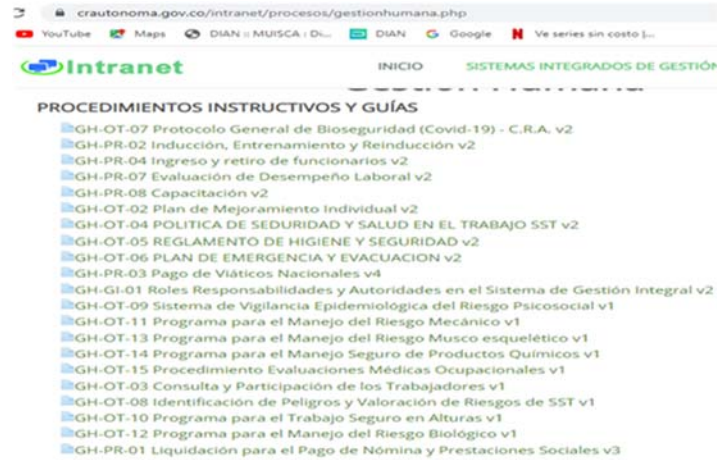 crautonoma.gov.co/intranet/procesos/gestionhumana.php
YouTube Maps DIAN :: MUISCA : Di... DIAN Google Ve series sin costo |...
Intranet INICIO SISTEMAS INTEGRADOS DE GESTIÓN
PROCEDIMIENTOS INSTRUCTIVOS Y GUÍAS
GH-OT-07 Protocolo General de Bioseguridad (Covid-19) - C.R.A. v2
GH-PR-02 Inducción, Entrenamiento y Reinducción v2
GH-PR-04 Ingreso y retiro de funcionarios v2
GH-PR-07 Evaluación de Desempeño Laboral v2
GH-PR-08 Capacitación v2
GH-OT-02 Plan de Mejoramiento Individual v2
GH-OT-04 POLITICA DE SEDURIDAD Y SALUD EN EL TRABAJO SST v2
GH-OT-05 REGLAMENTO DE HIGIENE Y SEGURIDAD v2
GH-OT-06 PLAN DE EMERGENCIA Y EVACUACION v2
GH-PR-03 Pago de Viáticos Nacionales v4
GH-GI-01 Roles Responsabilidades y Autoridades en el Sistema de Gestión Integral v2
GH-OT-09 Sistema de Vigilancia Epidemiológica del Riesgo Psicosocial v1
GH-OT-11 Programa para el Manejo del Riesgo Mecánico v1
GH-OT-13 Programa para el Manejo del Riesgo Musco esquelético v1
GH-OT-14 Programa para el Manejo Seguro de Productos Químicos v1
GH-OT-15 Procedimiento Evaluaciones Médicas Ocupacionales v1
GH-OT-03 Consulta y Participación de los Trabajadores v1
GH-OT-08 Identificación de Peligros y Valoración de Riesgos de SST v1
GH-OT-10 Programa para el Trabajo Seguro en Alturas v1
GH-OT-12 Programa para el Manejo del Riesgo Biológico v1
GH-PR-01 Liquidación para el Pago de Nómina y Prestaciones Sociales v3